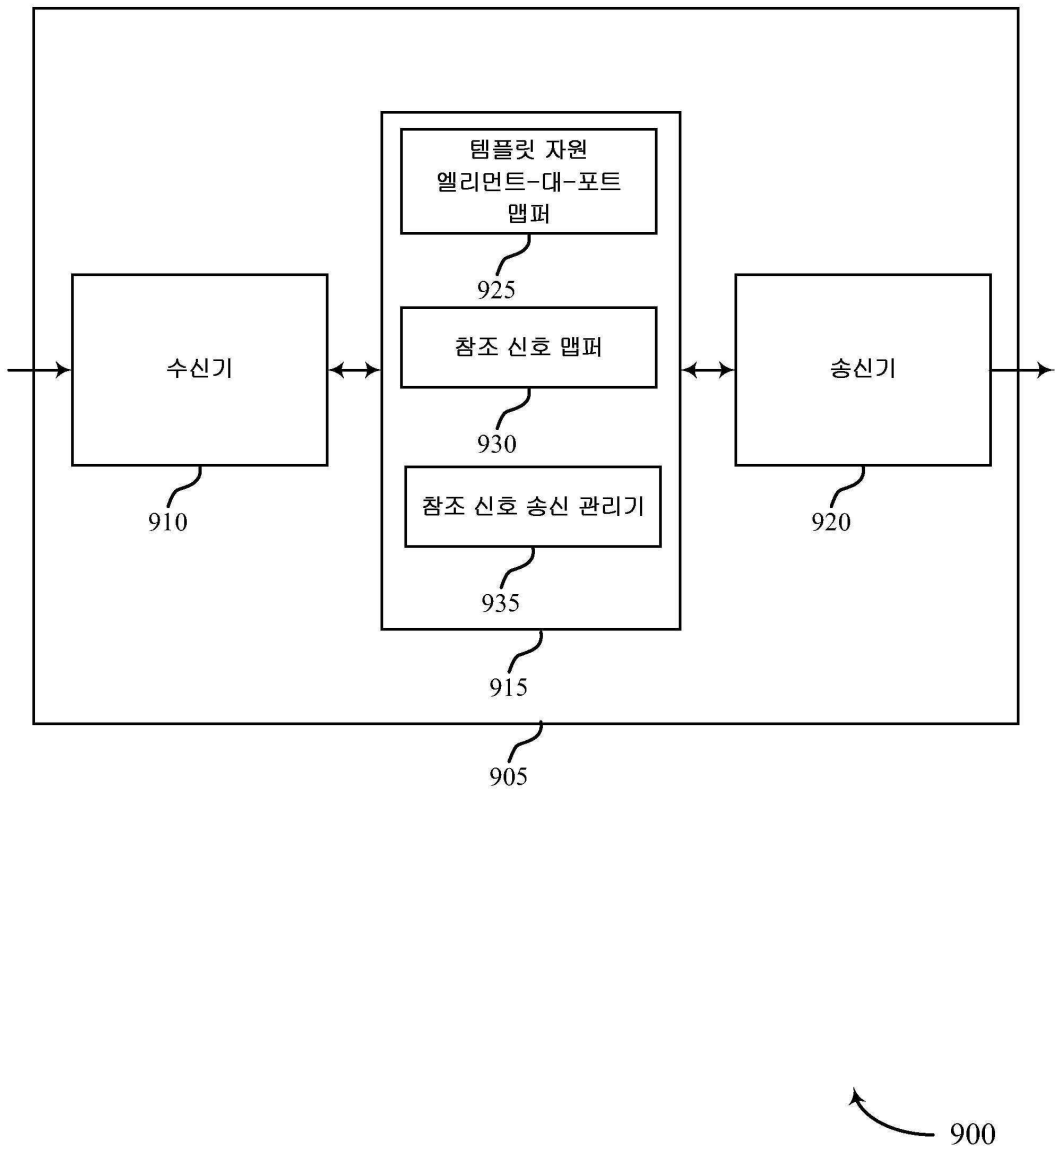 템플릿 자원
엘리먼트-대-포트
맵퍼
925
수신기
910
참조 신호 맵퍼
930
송신기
920
참조 신호 송신 관리기
935
915
905
900